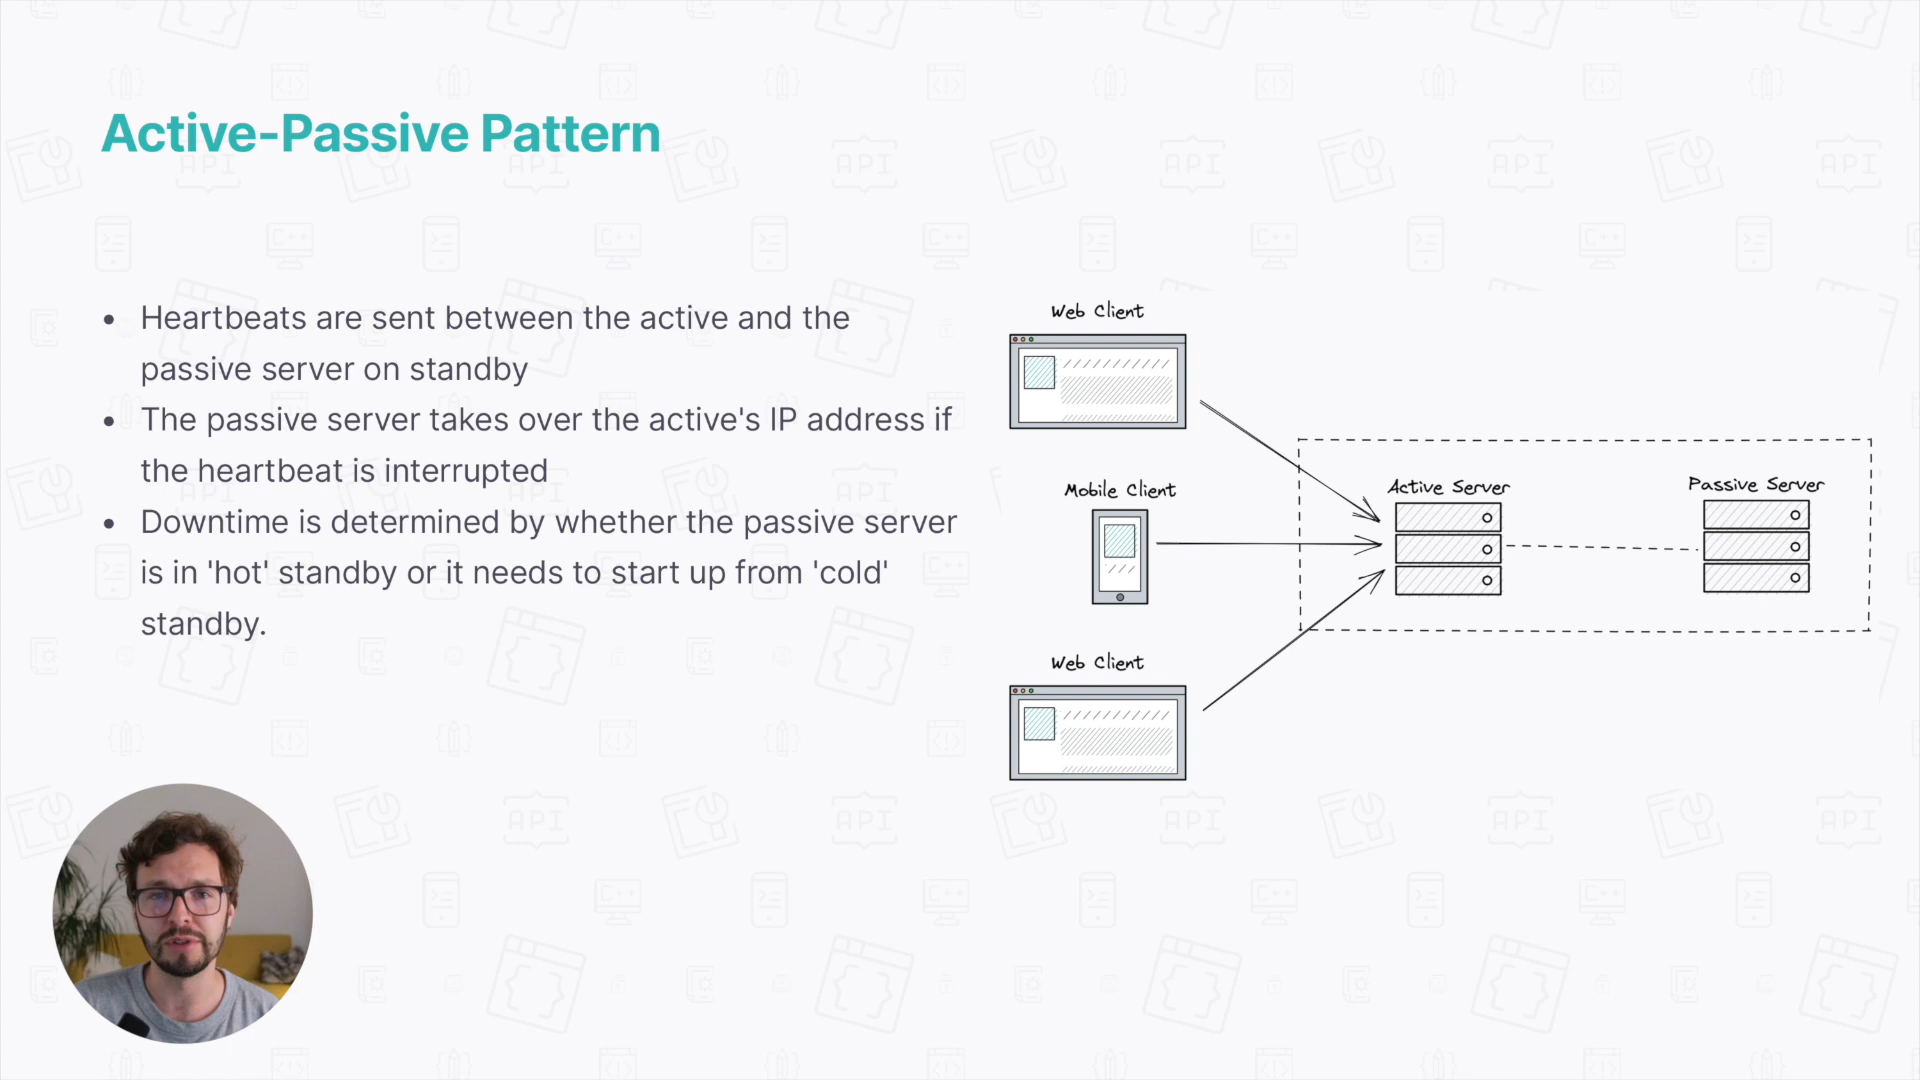 Active-Passive Pattern
• Heartbeats are sent between the active and the
passive server on standby
• The passive server takes over the active's IP address if
the heartbeat is interrupted
• Downtime is determined by whether the passive server
is in 'hot' standby or it needs to start up from 'cold'
standby.
Web Client
Mobile Client
Web Client
Active Server
Passive Server